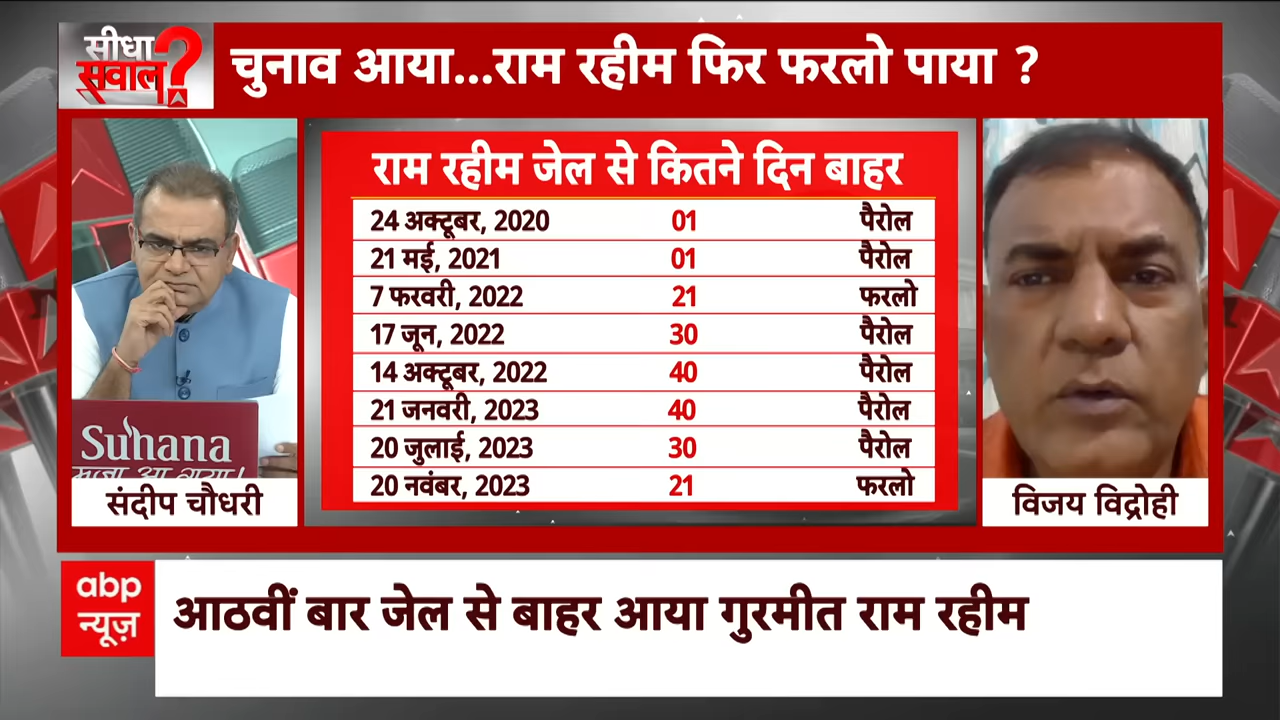 सीधा
सवाल?
चुनाव आया...राम रहीम फिर फरलो पाया ?
राम रहीम जेल से कितने दिन बाहर
24 अक्टूबर, 2020 01 पैरोल
21 मई, 2021 01 पैरोल
7 फरवरी, 2022 21 फरलो
17 जून, 2022 30 पैरोल
14 अक्टूबर, 2022 40 पैरोल
21 जनवरी, 2023 40 पैरोल
20 जुलाई, 2023 30 पैरोल
20 नवंबर, 2023 21 फरलो
Suhana
मज़ा आ गया!
संदीप चौधरी
विजय विद्रोही
abp
न्यूज़
आठवीं बार जेल से बाहर आया गुरमीत राम रहीम